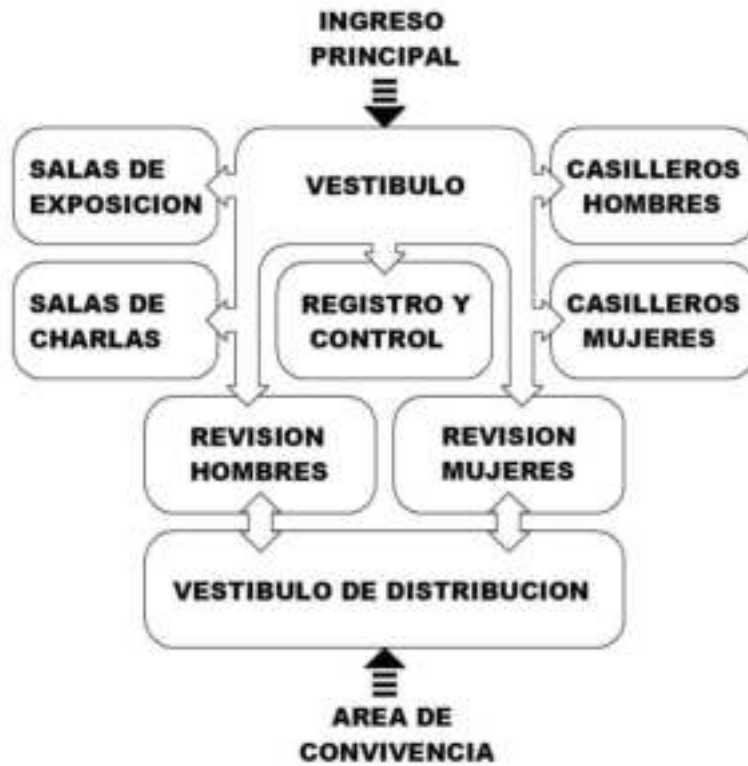 INGRESO
PRINCIPAL
SALAS DE
EXPOSICION
VESTIBULO
CASILLEROS
HOMBRES
SALAS DE
CHARLAS
REGISTRO Y
CONTROL
CASILLEROS
MUJERES
REVISION
HOMBRES
REVISION
MUJERES
VESTIBULO DE DISTRIBUCION
AREA DE
CONVIVENCIA